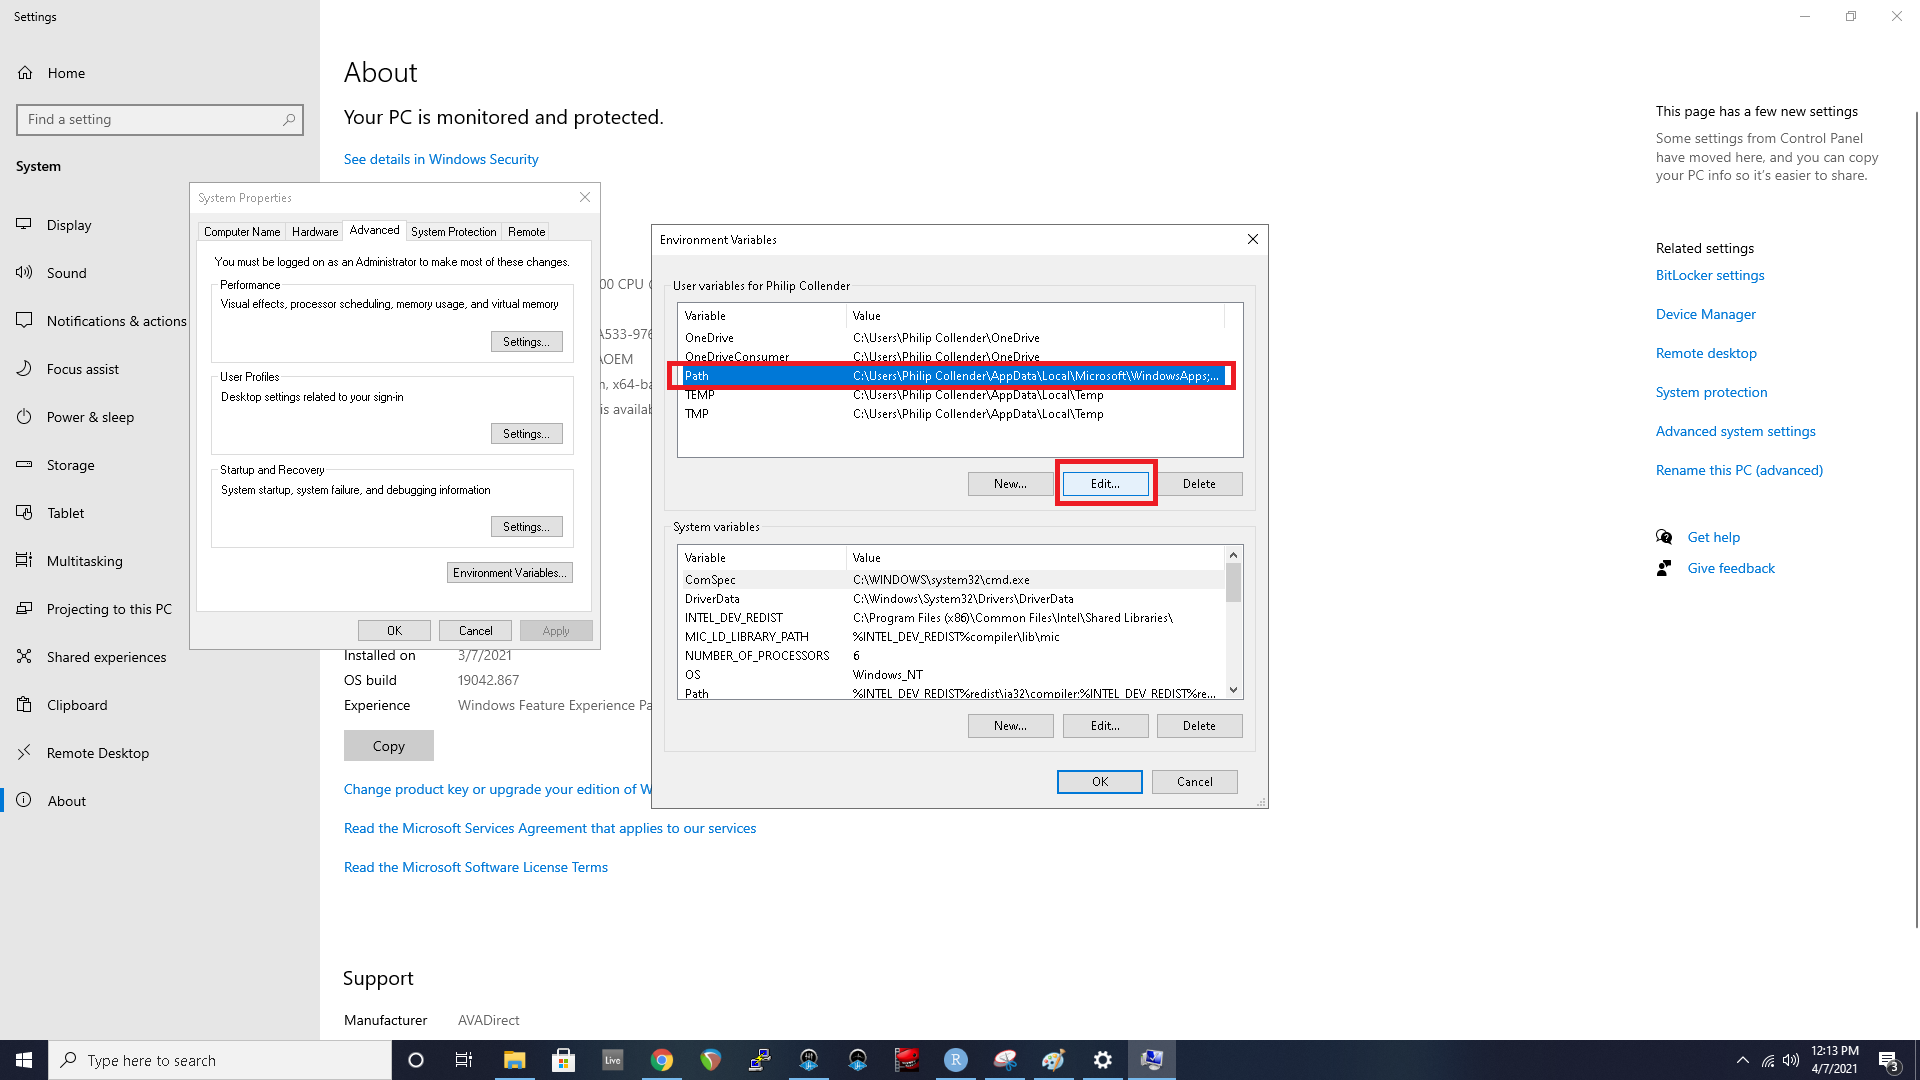 Settings
Home
Find a setting
System
Display
Sound
Notifications & actions
Focus assist
Power & sleep
Storage
Tablet
Multitasking
Projecting to this PC
Shared experiences
Clipboard
Remote Desktop
About
About
Your PC is monitored and protected.
See details in Windows Security
System Properties
Computer Name Hardware Advanced System Protection Remote
You must be logged on as an Administrator to make most of these changes.
Performance
Visual effects, processor scheduling, memory usage, and virtual memory
Settings...
User Profiles
Desktop settings related to your sign-in
Settings...
Startup and Recovery
System startup, system failure, and debugging information
Settings...
Environment Variables...
OK Cancel Apply
00 CPU
A533-976
AOEM
m, x64-ba
is availab
Installed on 3/7/2021
OS build 19042.867
Experience Windows Feature Experience Pa
Copy
Change product key or upgrade your edition of W
Read the Microsoft Services Agreement that applies to our services
Read the Microsoft Software License Terms
Support
Manufacturer AVADirect
Environment Variables
User variables for Philip Collender
Variable Value
OneDrive C:\Users\Philip Collender\OneDrive
OneDriveConsumer C:\Users\Philip Collender\OneDrive
Path C:\Users\Philip Collender\AppData\Local\Microsoft\WindowsApps;...
TEMP C:\Users\Philip Collender\AppData\Local\Temp
TMP C:\Users\Philip Collender\AppData\Local\Temp
New... Edit... Delete
System variables
Variable Value
ComSpec C:\WINDOWS\system32\cmd.exe
DriverData C:\Windows\System32\Drivers\DriverData
INTEL_DEV_REDIST C:\Program Files (x86)\Common Files\Intel\Shared Libraries\
MIC_LD_LIBRARY_PATH %INTEL_DEV_REDIST%compiler\lib\mic
NUMBER_OF_PROCESSORS 6
OS Windows_NT
Path %INTEL_DEV_REDIST%redist\ia32\compiler;%INTEL_DEV_REDIST%re...
New... Edit... Delete
OK Cancel
This page has a few new settings
Some settings from Control Panel
have moved here, and you can copy
your PC info so it's easier to share.
Related settings
BitLocker settings
Device Manager
Remote desktop
System protection
Advanced system settings
Rename this PC (advanced)
Get help
Give feedback
Type here to search
Live
R
12:13 PM
4/7/2021
3